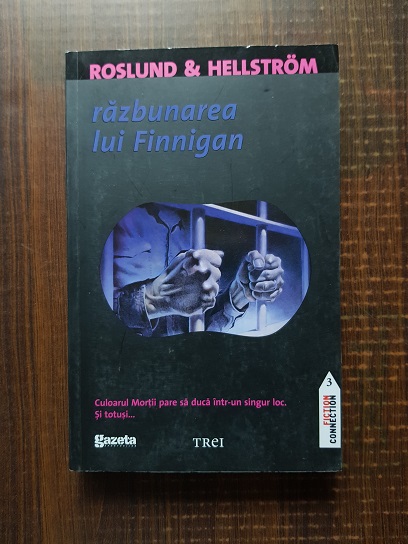 ROSLUND & HELLSTRÖM
răzbunarea
lui Finnigan
Culoarul Morții pare să ducă într-un singur loc.
Și totuși...
3
FICTION
CONNECTION
gazeta
TREI